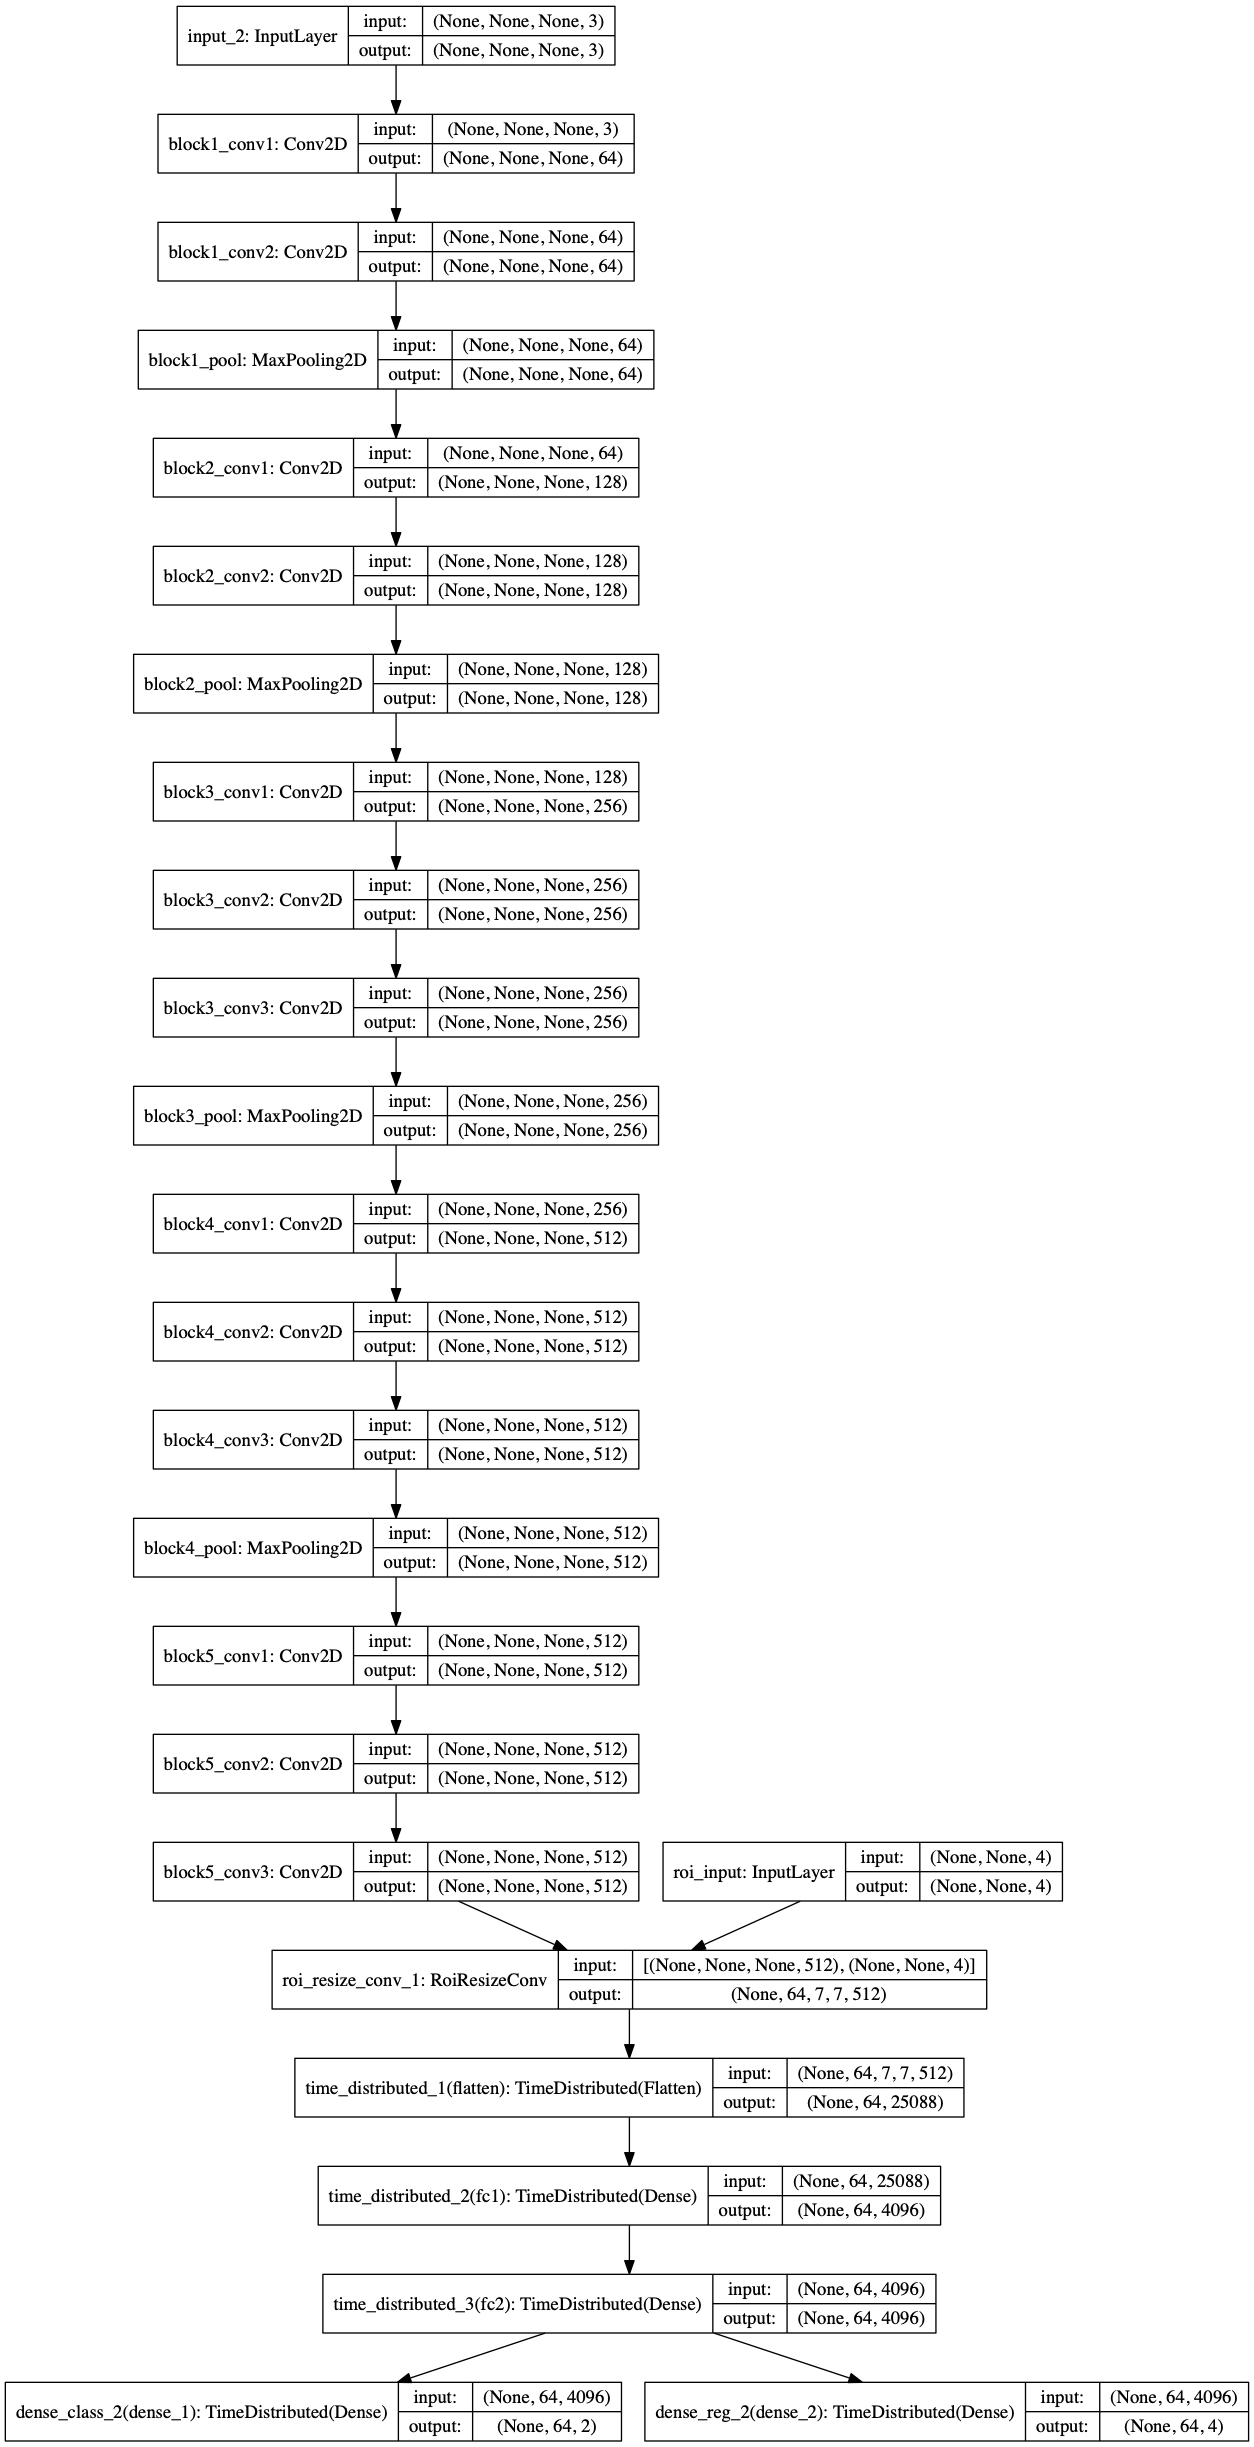 input_2: InputLayer
input: (None, None, None, 3)
output: (None, None, None, 3)
block1_conv1: Conv2D
input: (None, None, None, 3)
output: (None, None, None, 64)
block1_conv2: Conv2D
input: (None, None, None, 64)
output: (None, None, None, 64)
block1_pool: MaxPooling2D
input: (None, None, None, 64)
output: (None, None, None, 64)
block2_conv1: Conv2D
input: (None, None, None, 64)
output: (None, None, None, 128)
block2_conv2: Conv2D
input: (None, None, None, 128)
output: (None, None, None, 128)
block2_pool: MaxPooling2D
input: (None, None, None, 128)
output: (None, None, None, 128)
block3_conv1: Conv2D
input: (None, None, None, 128)
output: (None, None, None, 256)
block3_conv2: Conv2D
input: (None, None, None, 256)
output: (None, None, None, 256)
block3_conv3: Conv2D
input: (None, None, None, 256)
output: (None, None, None, 256)
block3_pool: MaxPooling2D
input: (None, None, None, 256)
output: (None, None, None, 256)
block4_conv1: Conv2D
input: (None, None, None, 256)
output: (None, None, None, 512)
block4_conv2: Conv2D
input: (None, None, None, 512)
output: (None, None, None, 512)
block4_conv3: Conv2D
input: (None, None, None, 512)
output: (None, None, None, 512)
block4_pool: MaxPooling2D
input: (None, None, None, 512)
output: (None, None, None, 512)
block5_conv1: Conv2D
input: (None, None, None, 512)
output: (None, None, None, 512)
block5_conv2: Conv2D
input: (None, None, None, 512)
output: (None, None, None, 512)
block5_conv3: Conv2D
input: (None, None, None, 512)
output: (None, None, None, 512)
roi_input: InputLayer
input: (None, None, 4)
output: (None, None, 4)
roi_resize_conv_1: RoiResizeConv
input: [(None, None, None, 512), (None, None, 4)]
output: (None, 64, 7, 7, 512)
time_distributed_1(flatten): TimeDistributed(Flatten)
input: (None, 64, 7, 7, 512)
output: (None, 64, 25088)
time_distributed_2(fc1): TimeDistributed(Dense)
input: (None, 64, 25088)
output: (None, 64, 4096)
time_distributed_3(fc2): TimeDistributed(Dense)
input: (None, 64, 4096)
output: (None, 64, 4096)
dense_class_2(dense_1): TimeDistributed(Dense)
input: (None, 64, 4096)
output: (None, 64, 2)
dense_reg_2(dense_2): TimeDistributed(Dense)
input: (None, 64, 4096)
output: (None, 64, 4)